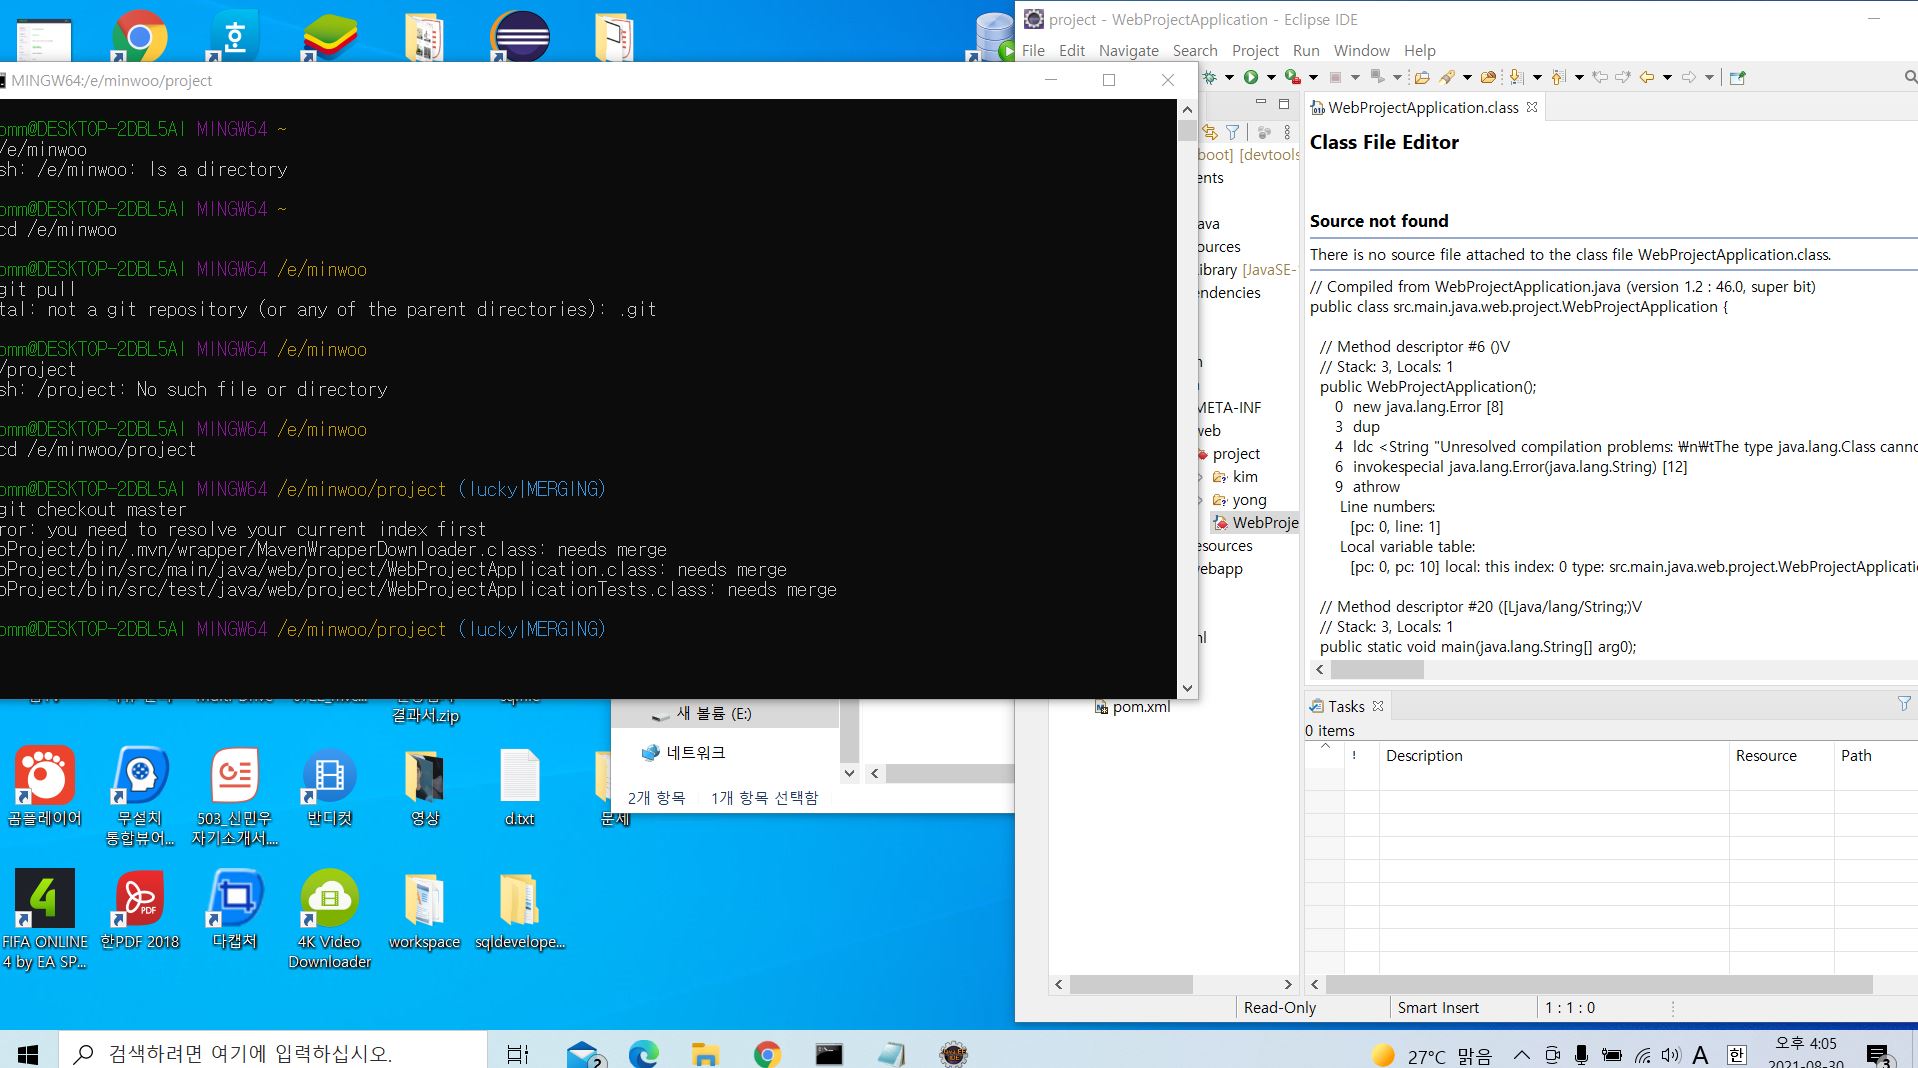 MINGW64:/e/minwoo/project
omm@DESKTOP-2DBL5AI MINGW64 ~
/e/minwoo
sh: /e/minwoo: Is a directory
omm@DESKTOP-2DBL5AI MINGW64 ~
cd /e/minwoo
omm@DESKTOP-2DBL5AI MINGW64 /e/minwoo
git pull
tal: not a git repository (or any of the parent directories): .git
omm@DESKTOP-2DBL5AI MINGW64 /e/minwoo
/project
sh: /project: No such file or directory
omm@DESKTOP-2DBL5AI MINGW64 /e/minwoo
cd /e/minwoo/project
omm@DESKTOP-2DBL5AI MINGW64 /e/minwoo/project (lucky|MERGING)
git checkout master
ror: you need to resolve your current index first
bProject/bin/.mvn/wrapper/MavenWrapperDownloader.class: needs merge
bProject/bin/src/main/java/web/project/WebProjectApplication.class: needs merge
bProject/bin/src/test/java/web/project/WebProjectApplicationTests.class: needs merge
omm@DESKTOP-2DBL5AI MINGW64 /e/minwoo/project (lucky|MERGING)
project - WebProjectApplication - Eclipse IDE
File Edit Navigate Search Project Run Window Help
boot] [devtools
ents
ava
ources
ibrary [JavaSE-
endencies
META-INF
web
project
kim
yong
WebProje
esources
webapp
ml
pom.xml
WebProjectApplication.class
Class File Editor
Source not found
There is no source file attached to the class file WebProjectApplication.class.
// Compiled from WebProjectApplication.java (version 1.2 : 46.0, super bit)
public class src.main.java.web.project.WebProjectApplication {
// Method descriptor #6 ()V
// Stack: 3, Locals: 1
public WebProjectApplication();
0 new java.lang.Error [8]
3 dup
4 ldc <String "Unresolved compilation problems: ₩n₩tThe type java.lang.Class canno
6 invokespecial java.lang.Error(java.lang.String) [12]
9 athrow
Line numbers:
[pc: 0, line: 1]
Local variable table:
[pc: 0, pc: 10] local: this index: 0 type: src.main.java.web.project.WebProjectApplicatio
// Method descriptor #20 ([Ljava/lang/String;)V
// Stack: 3, Locals: 1
public static void main(java.lang.String[] arg0);
Tasks
0 items
! Description Resource Path
Read-Only Smart Insert 1 : 1 : 0
결과서.zip
새 볼륨 (E:)
네트워크
2개 항목 1개 항목 선택함
곰플레이어
무설치
통합뷰어...
503_신민우
자기소개서....
반디컷
영상
d.txt
문제
FIFA ONLINE
4 by EA SP...
한PDF 2018
다캡처
4K Video
Downloader
workspace
sqldevelope...
검색하려면 여기에 입력하십시오.
2
27°C 맑음
A
한
오후 4:05
2021-08-30
3